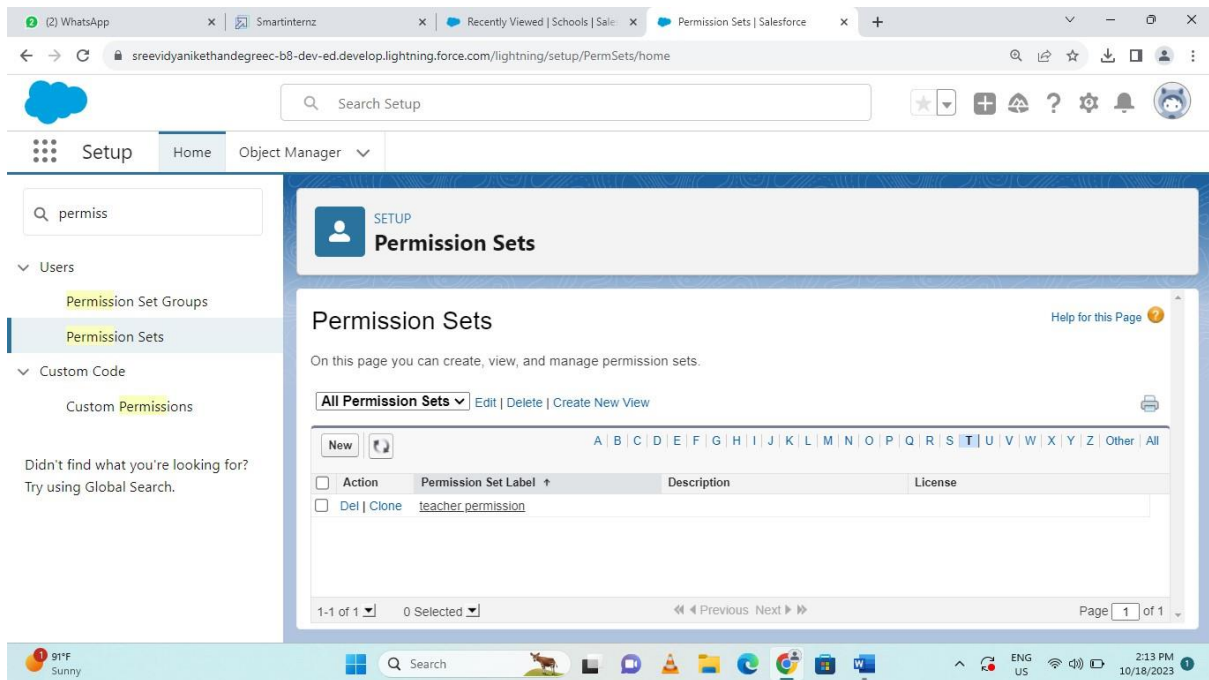 2 (2) WhatsApp Smartinternz Recently Viewed | Schools | Sale Permission Sets | Salesforce
sreevidyanikethandegreec-b8-dev-ed.develop.lightning.force.com/lightning/setup/PermSets/home
Search Setup
Setup Home Object Manager
permiss
SETUP
Permission Sets
Users
Permission Set Groups
Permission Sets
Custom Code
Custom Permissions
Didn't find what you're looking for?
Try using Global Search.
Permission Sets
Help for this Page
On this page you can create, view, and manage permission sets.
All Permission Sets Edit | Delete | Create New View
New A | B | C | D | E | F | G | H | I | J | K | L | M | N | O | P | Q | R | S | T | U | V | W | X | Y | Z | Other | All
Action Permission Set Label Description License
Del | Clone teacher permission
1-1 of 1 0 Selected Previous Next Page 1 of 1
1 91°F
Sunny
Search
ENG
US
2:13 PM
10/18/2023
1